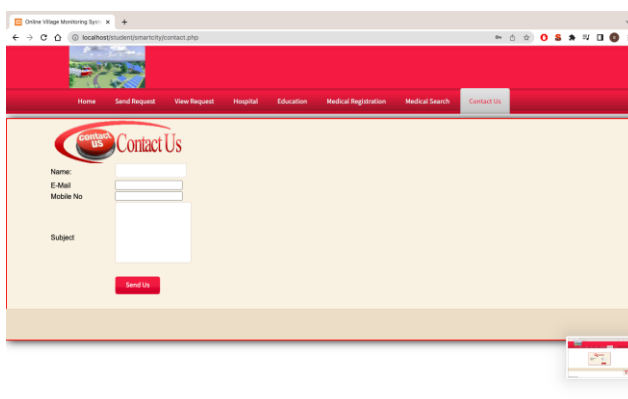 Online Village Monitoring Syste
localhost/student/smartcity/contact.php
Home Send Request View Request Hospital Education Medical Registration Medical Search Contact Us
contact US Contact Us
Name:
E-Mail
Mobile No
Subject
Send Us